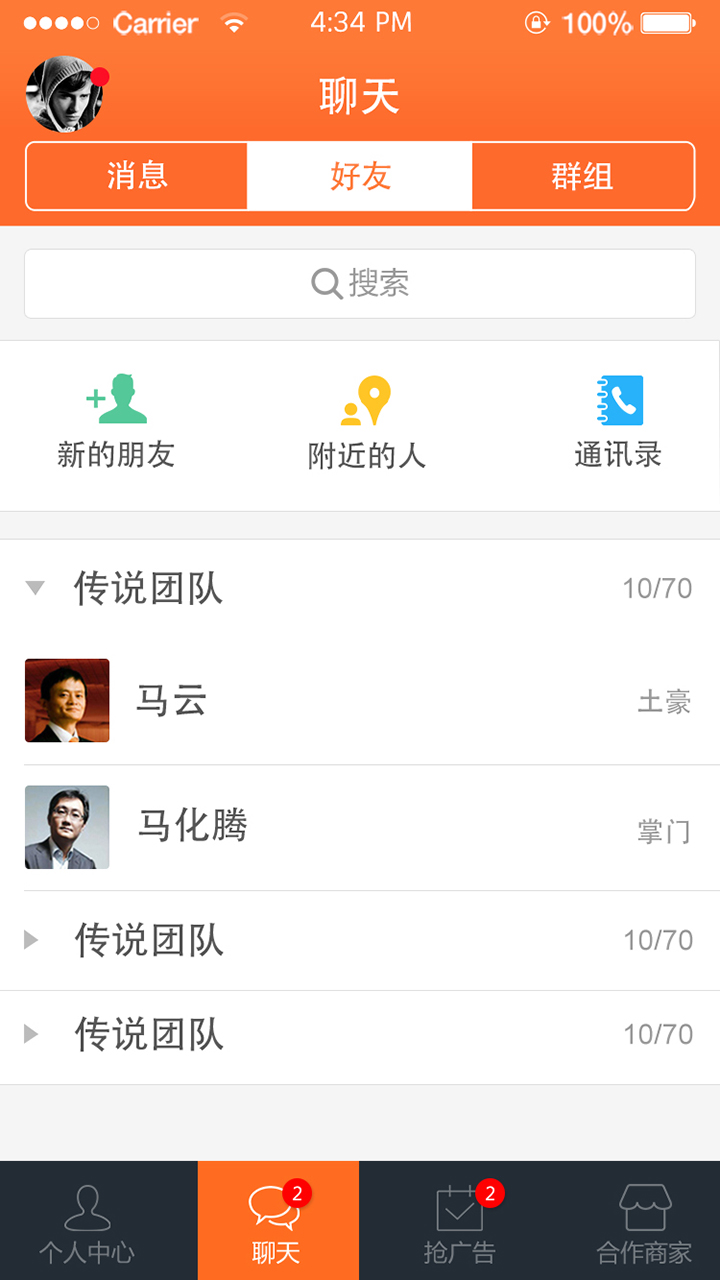 Carrier 4:34 PM 100%
聊天
消息 好友 群组
搜索
新的朋友 附近的人 通讯录
传说团队 10/70
马云 土豪
马化腾 掌门
传说团队 10/70
传说团队 10/70
2 2
个人中心 聊天 抢广告 合作商家